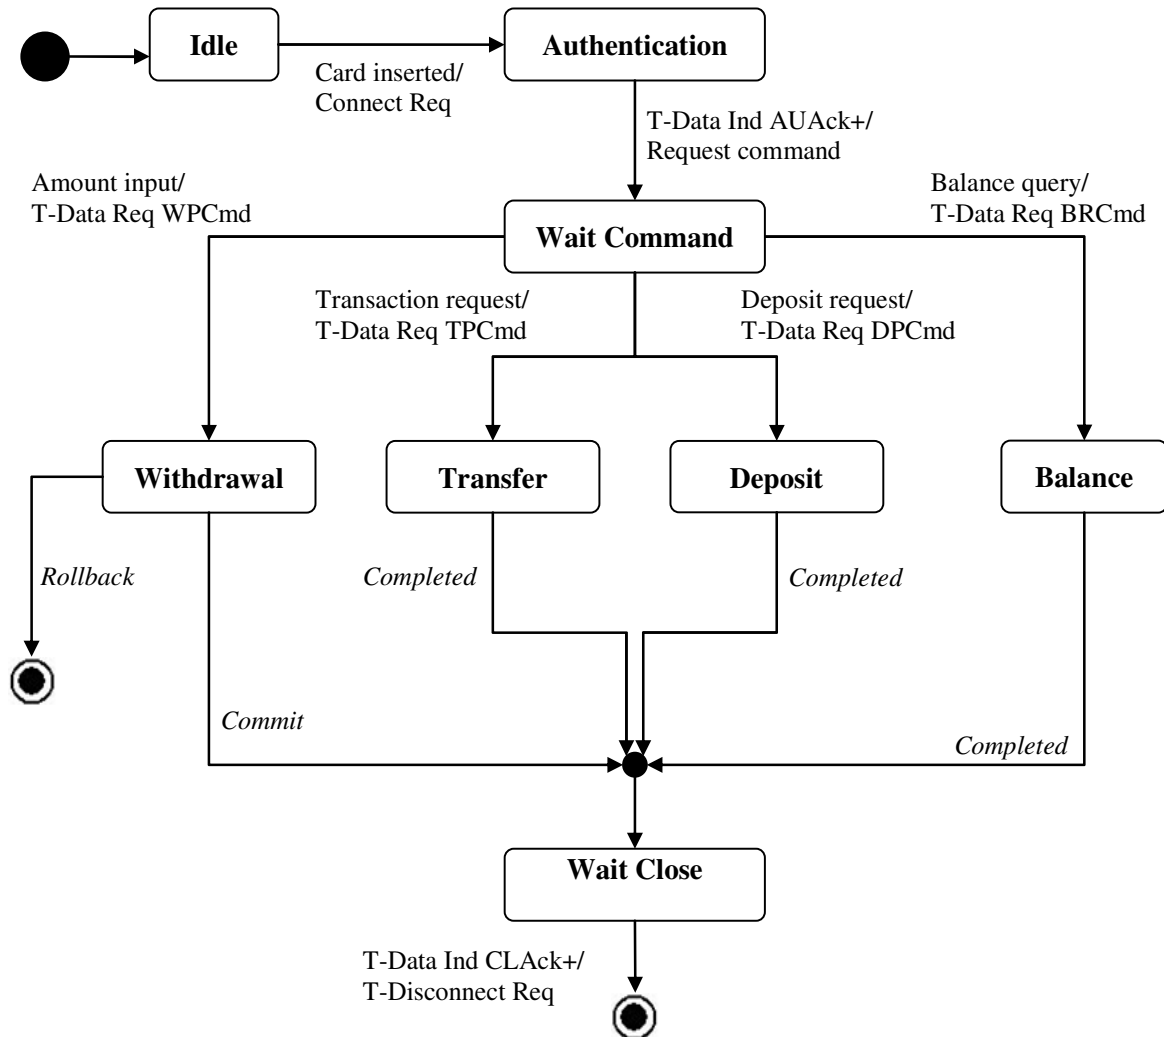 Idle
Authentication
Card inserted/
Connect Req
T-Data Ind AUAck+/
Request command
Amount input/
T-Data Req WPCmd
Balance query/
T-Data Req BRCmd
Wait Command
Transaction request/
T-Data Req TPCmd
Deposit request/
T-Data Req DPCmd
Withdrawal
Transfer
Deposit
Balance
Rollback
Completed
Completed
Commit
Completed
Wait Close
T-Data Ind CLAck+/
T-Disconnect Req